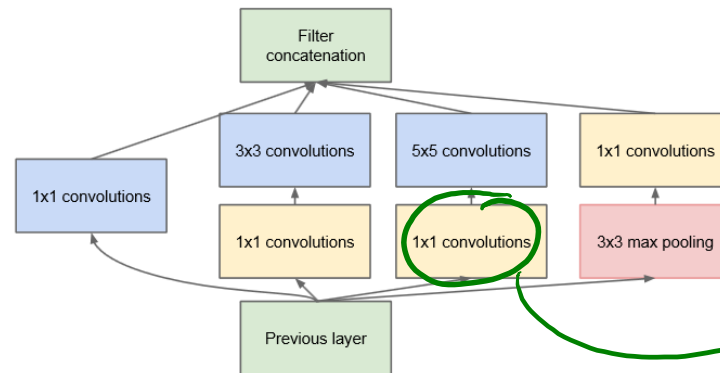 Filter
concatenation
3x3 convolutions
5x5 convolutions
1x1 convolutions
1x1 convolutions
1x1 convolutions
1x1 convolutions
3x3 max pooling
Previous layer